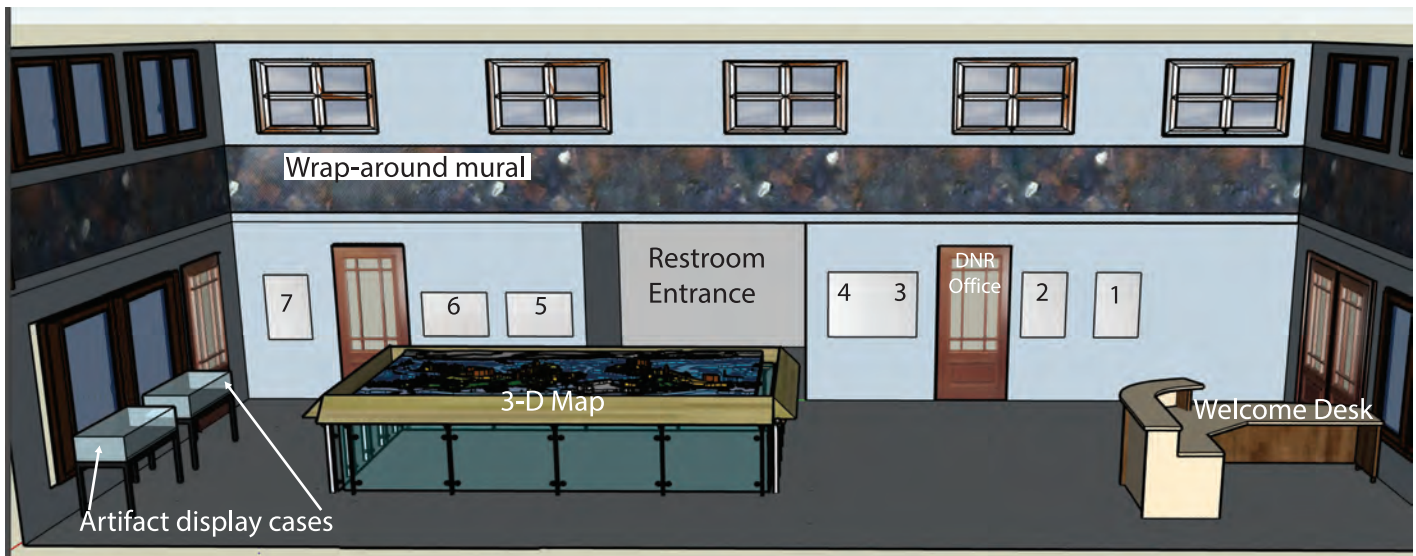 Wrap-around mural
Restroom
Entrance
DNR
Office
7
6
5
4
3
2
1
3-D Map
Welcome Desk
Artifact display cases